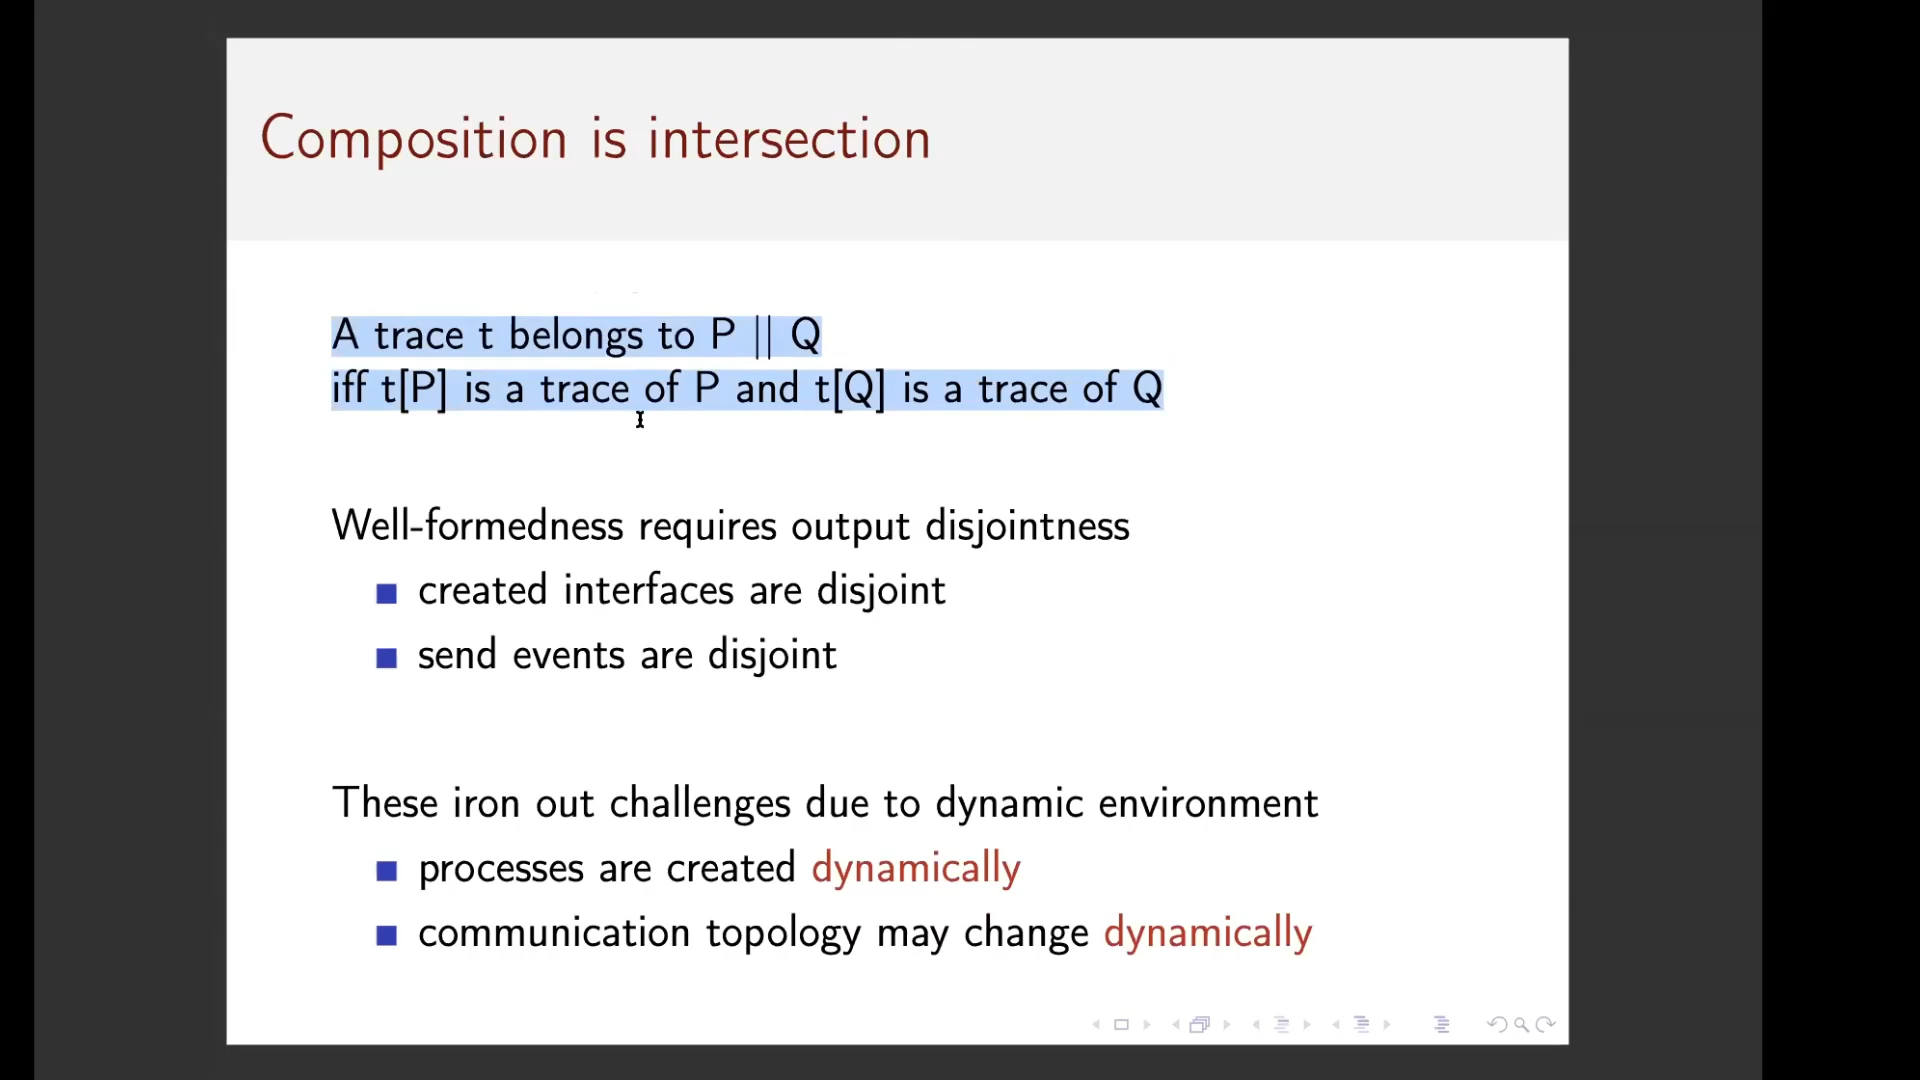 Composition is intersection
A trace t belongs to P || Q
iff t[P] is a trace of P and t[Q] is a trace of Q
Well-formedness requires output disjointness
created interfaces are disjoint
send events are disjoint
These iron out challenges due to dynamic environment
processes are created dynamically
communication topology may change dynamically